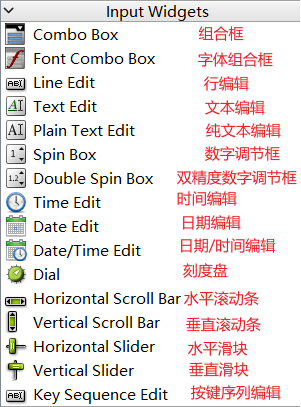 Input Widgets
Combo Box 组合框
Font Combo Box 字体组合框
Line Edit 行编辑
Text Edit 文本编辑
Plain Text Edit 纯文本编辑
Spin Box 数字调节框
Double Spin Box 双精度数字调节框
Time Edit 时间编辑
Date Edit 日期编辑
Date/Time Edit 日期/时间编辑
Dial 刻度盘
Horizontal Scroll Bar 水平滚动条
Vertical Scroll Bar 垂直滚动条
Horizontal Slider 水平滑块
Vertical Slider 垂直滑块
Key Sequence Edit 按键序列编辑